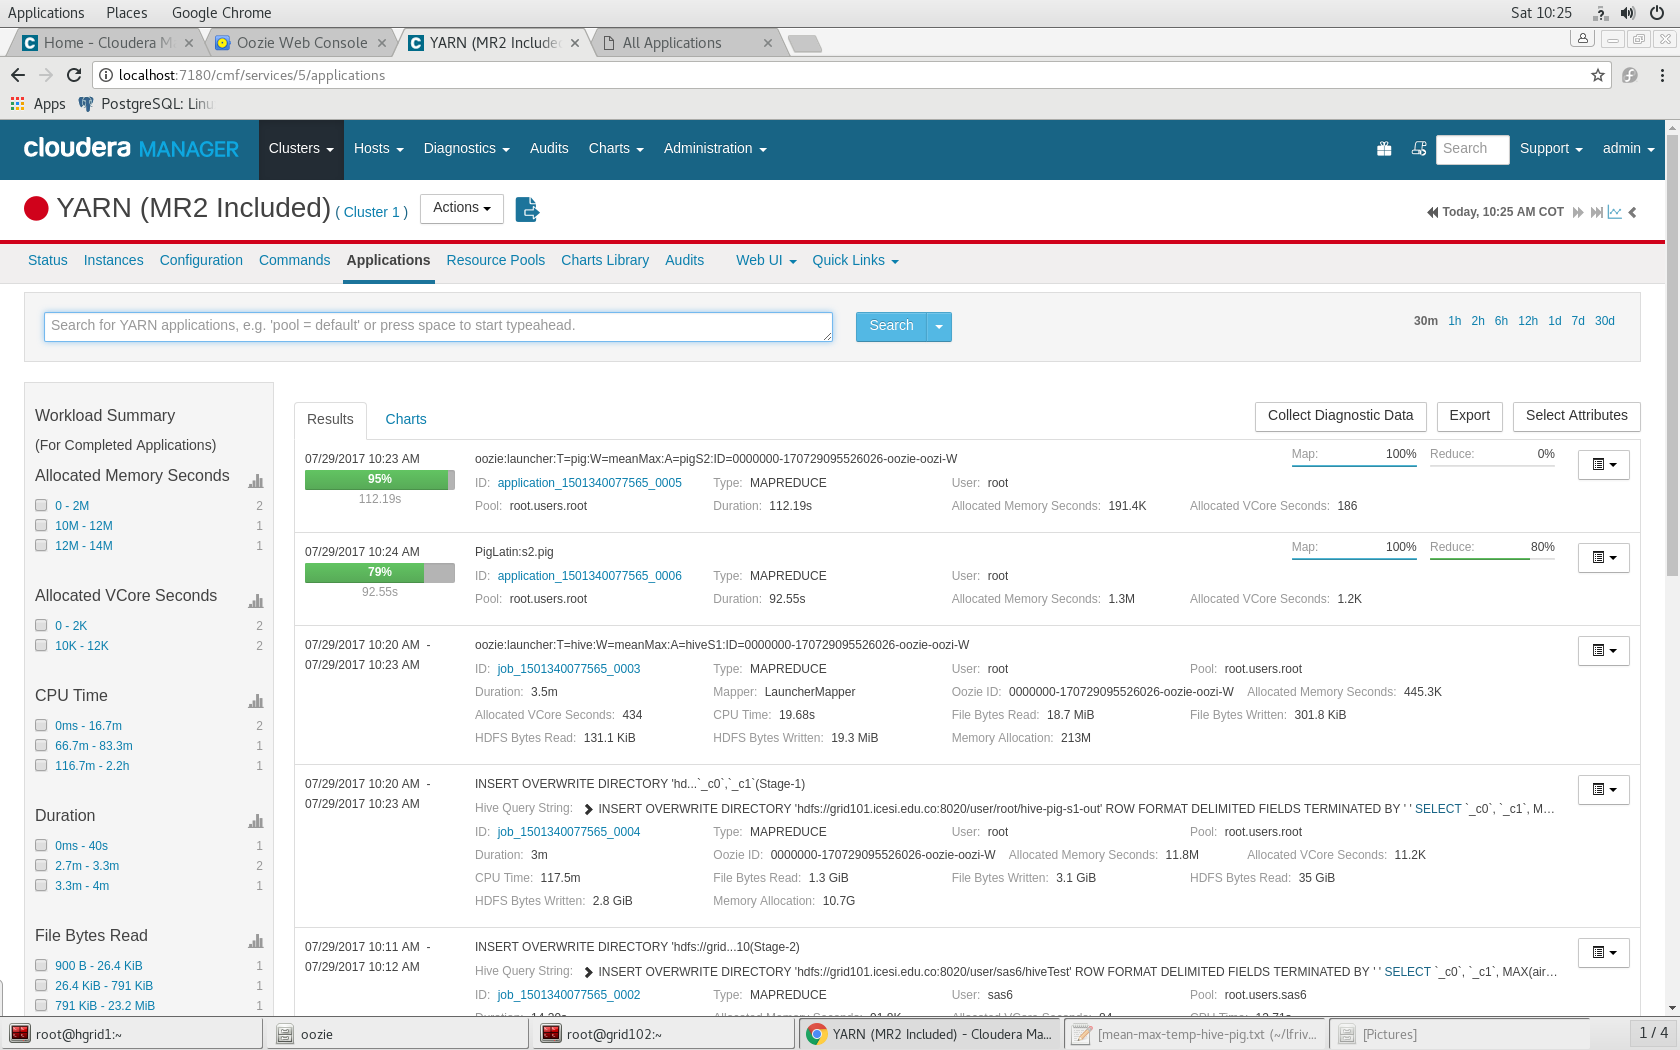 Applications Places Google Chrome Sat 10:25
Home - Cloudera M Oozie Web Console YARN (MR2 Include All Applications
localhost:7180/cmf/services/5/applications
Apps PostgreSQL: Linu
cloudera MANAGER Clusters Hosts Diagnostics Audits Charts Administration Search Support admin
YARN (MR2 Included) ( Cluster 1 ) Actions Today, 10:25 AM COT
Status Instances Configuration Commands Applications Resource Pools Charts Library Audits Web UI Quick Links
Search for YARN applications, e.g. 'pool = default' or press space to start typeahead. Search 30m 1h 2h 6h 12h 1d 7d 30d
Workload Summary
(For Completed Applications)
Allocated Memory Seconds
0 - 2M 2
10M - 12M 1
12M - 14M 1
Allocated VCore Seconds
0 - 2K 2
10K - 12K 2
CPU Time
0ms - 16.7m 2
66.7m - 83.3m 1
116.7m - 2.2h 1
Duration
0ms - 40s 1
2.7m - 3.3m 2
3.3m - 4m 1
File Bytes Read
900 B - 26.4 KiB 1
26.4 KiB - 791 KiB 1
791 KiB - 23.2 MiB 1
Results Charts Collect Diagnostic Data Export Select Attributes
07/29/2017 10:23 AM oozie:launcher:T=pig:W=meanMax:A=pigS2:ID=0000000-170729095526026-oozie-oozi-W Map: 100% Reduce: 0%
95% ID: application_1501340077565_0005 Type: MAPREDUCE User: root
112.19s Pool: root.users.root Duration: 112.19s Allocated Memory Seconds: 191.4K Allocated VCore Seconds: 186
07/29/2017 10:24 AM PigLatin:s2.pig Map: 100% Reduce: 80%
79% ID: application_1501340077565_0006 Type: MAPREDUCE User: root
92.55s Pool: root.users.root Duration: 92.55s Allocated Memory Seconds: 1.3M Allocated VCore Seconds: 1.2K
07/29/2017 10:20 AM - oozie:launcher:T=hive:W=meanMax:A=hiveS1:ID=0000000-170729095526026-oozie-oozi-W
07/29/2017 10:23 AM ID: job_1501340077565_0003 Type: MAPREDUCE User: root Pool: root.users.root
Duration: 3.5m Mapper: LauncherMapper Oozie ID: 0000000-170729095526026-oozie-oozi-W Allocated Memory Seconds: 445.3K
Allocated VCore Seconds: 434 CPU Time: 19.68s File Bytes Read: 18.7 MiB File Bytes Written: 301.8 KiB
HDFS Bytes Read: 131.1 KiB HDFS Bytes Written: 19.3 MiB Memory Allocation: 213M
07/29/2017 10:20 AM - INSERT OVERWRITE DIRECTORY 'hd...`_c0`,`_c1`(Stage-1)
07/29/2017 10:23 AM Hive Query String: INSERT OVERWRITE DIRECTORY 'hdfs://grid101.icesi.edu.co:8020/user/root/hive-pig-s1-out' ROW FORMAT DELIMITED FIELDS TERMINATED BY ' ' SELECT `_c0`, `_c1`, M…
ID: job_1501340077565_0004 Type: MAPREDUCE User: root Pool: root.users.root
Duration: 3m Oozie ID: 0000000-170729095526026-oozie-oozi-W Allocated Memory Seconds: 11.8M Allocated VCore Seconds: 11.2K
CPU Time: 117.5m File Bytes Read: 1.3 GiB File Bytes Written: 3.1 GiB HDFS Bytes Read: 35 GiB
HDFS Bytes Written: 2.8 GiB Memory Allocation: 10.7G
07/29/2017 10:11 AM - INSERT OVERWRITE DIRECTORY 'hdfs://grid...10(Stage-2)
07/29/2017 10:12 AM Hive Query String: INSERT OVERWRITE DIRECTORY 'hdfs://grid101.icesi.edu.co:8020/user/sas6/hiveTest' ROW FORMAT DELIMITED FIELDS TERMINATED BY ' ' SELECT `_c0`, `_c1`, MAX(air…
ID: job_1501340077565_0002 Type: MAPREDUCE User: sas6 Pool: root.users.sas6
root@hgrid1:~ oozie root@grid102:~ YARN (MR2 Included) - Cloudera Ma... [mean-max-temp-hive-pig.txt (~/lfriv... [Pictures] 1 / 4